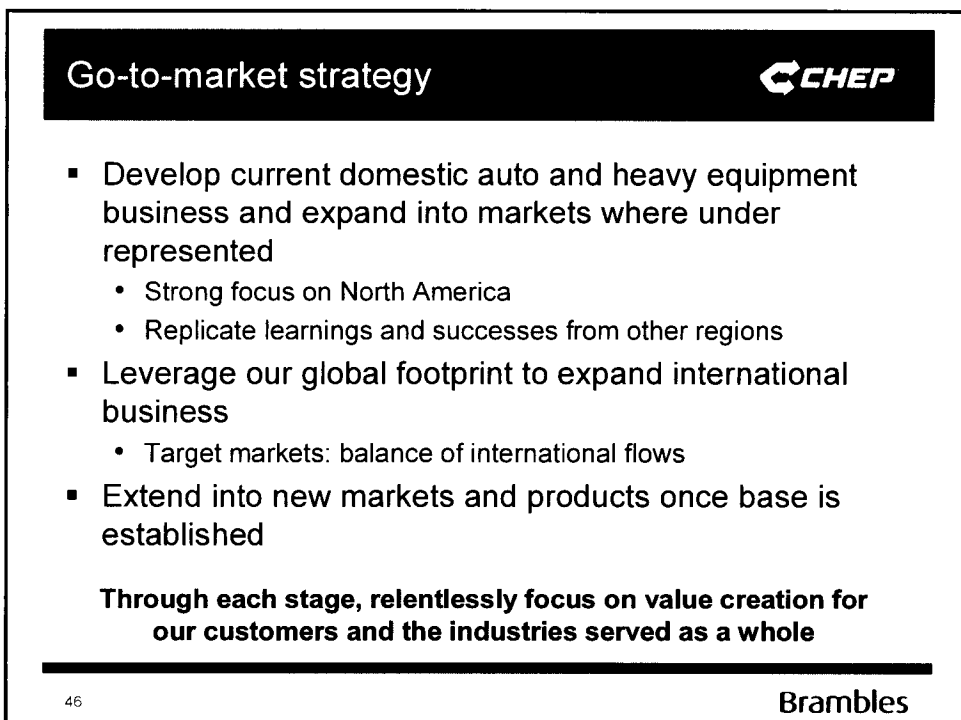 Go-to-market strategy
CHEP
▪ Develop current domestic auto and heavy equipment
business and expand into markets where under
represented
• Strong focus on North America
• Replicate learnings and successes from other regions
▪ Leverage our global footprint to expand international
business
• Target markets: balance of international flows
▪ Extend into new markets and products once base is
established
Through each stage, relentlessly focus on value creation for
our customers and the industries served as a whole
46
Brambles